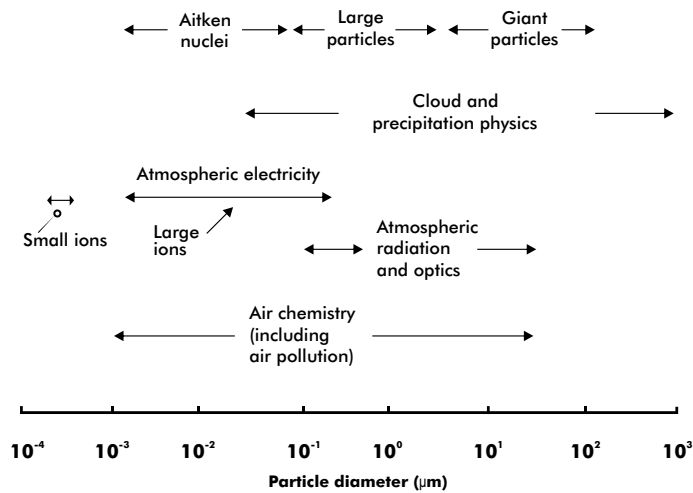 Aitken
nuclei
Large
particles
Giant
particles
Cloud and
precipitation physics
Atmospheric electricity
Small ions
Large
ions
Atmospheric
radiation
and optics
Air chemistry
(including
air pollution)
10⁻⁴ 10⁻³ 10⁻² 10⁻¹ 10⁰ 10¹ 10² 10³
Particle diameter (μm)